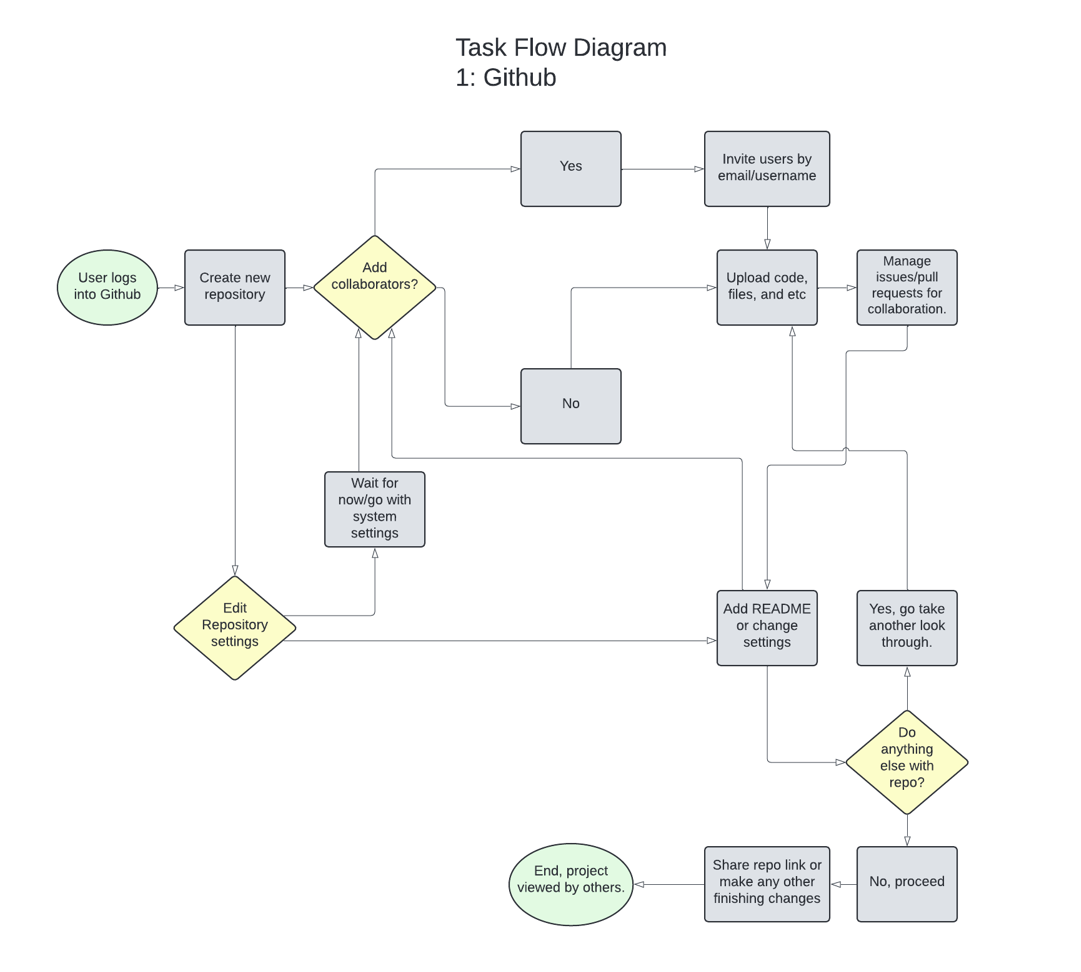 Task Flow Diagram
1: Github
Yes
Invite users by
email/username
User logs
into Github
Create new
repository
Add
collaborators?
Upload code,
files, and etc
Manage
issues/pull
requests for
collaboration.
No
Wait for
now/go with
system
settings
Edit
Repository
settings
Add README
or change
settings
Yes, go take
another look
through.
Do
anything
else with
repo?
End, project
viewed by others.
Share repo link or
make any other
finishing changes
No, proceed